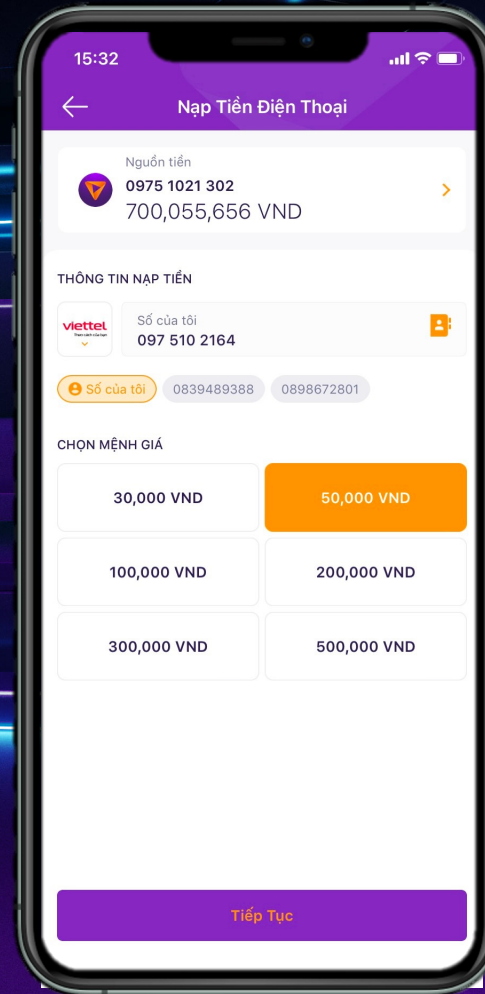 15:32
Nạp Tiền Điện Thoại
Nguồn tiền
0975 1021 302
700,055,656 VND
THÔNG TIN NẠP TIỀN
viettel
Số của tôi
097 510 2164
Số của tôi
0839489388
0898672801
CHỌN MỆNH GIÁ
30,000 VND
50,000 VND
100,000 VND
200,000 VND
300,000 VND
500,000 VND
Tiếp Tục